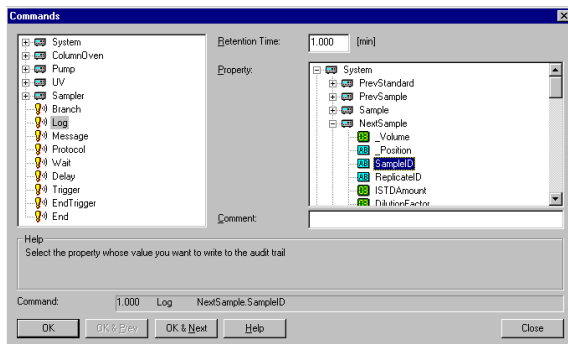 Commands
System
ColumnOven
Pump
UV
Sampler
Branch
Log
Message
Protocol
Wait
Delay
Trigger
EndTrigger
End
Retention Time: 1.000 [min]
Property:
System
PrevStandard
PrevSample
Sample
NextSample
_Volume
_Position
SampleID
ReplicateID
ISTDAmount
DilutionFactor
Comment:
Help
Select the property whose value you want to write to the audit trail
Command: 1.000 Log NextSample.SampleID
OK OK & Prev OK & Next Help Close